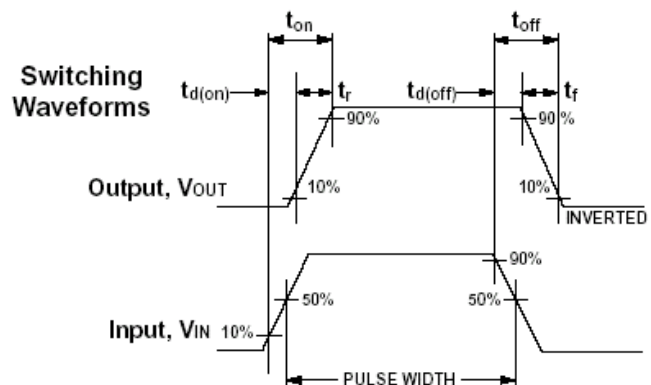 ton
toff
Switching
Waveforms
td(on)
tr
td(off)
tf
90%
90%
Output, VOUT
10%
10%
INVERTED
90%
50%
50%
Input, VIN
10%
PULSE WIDTH